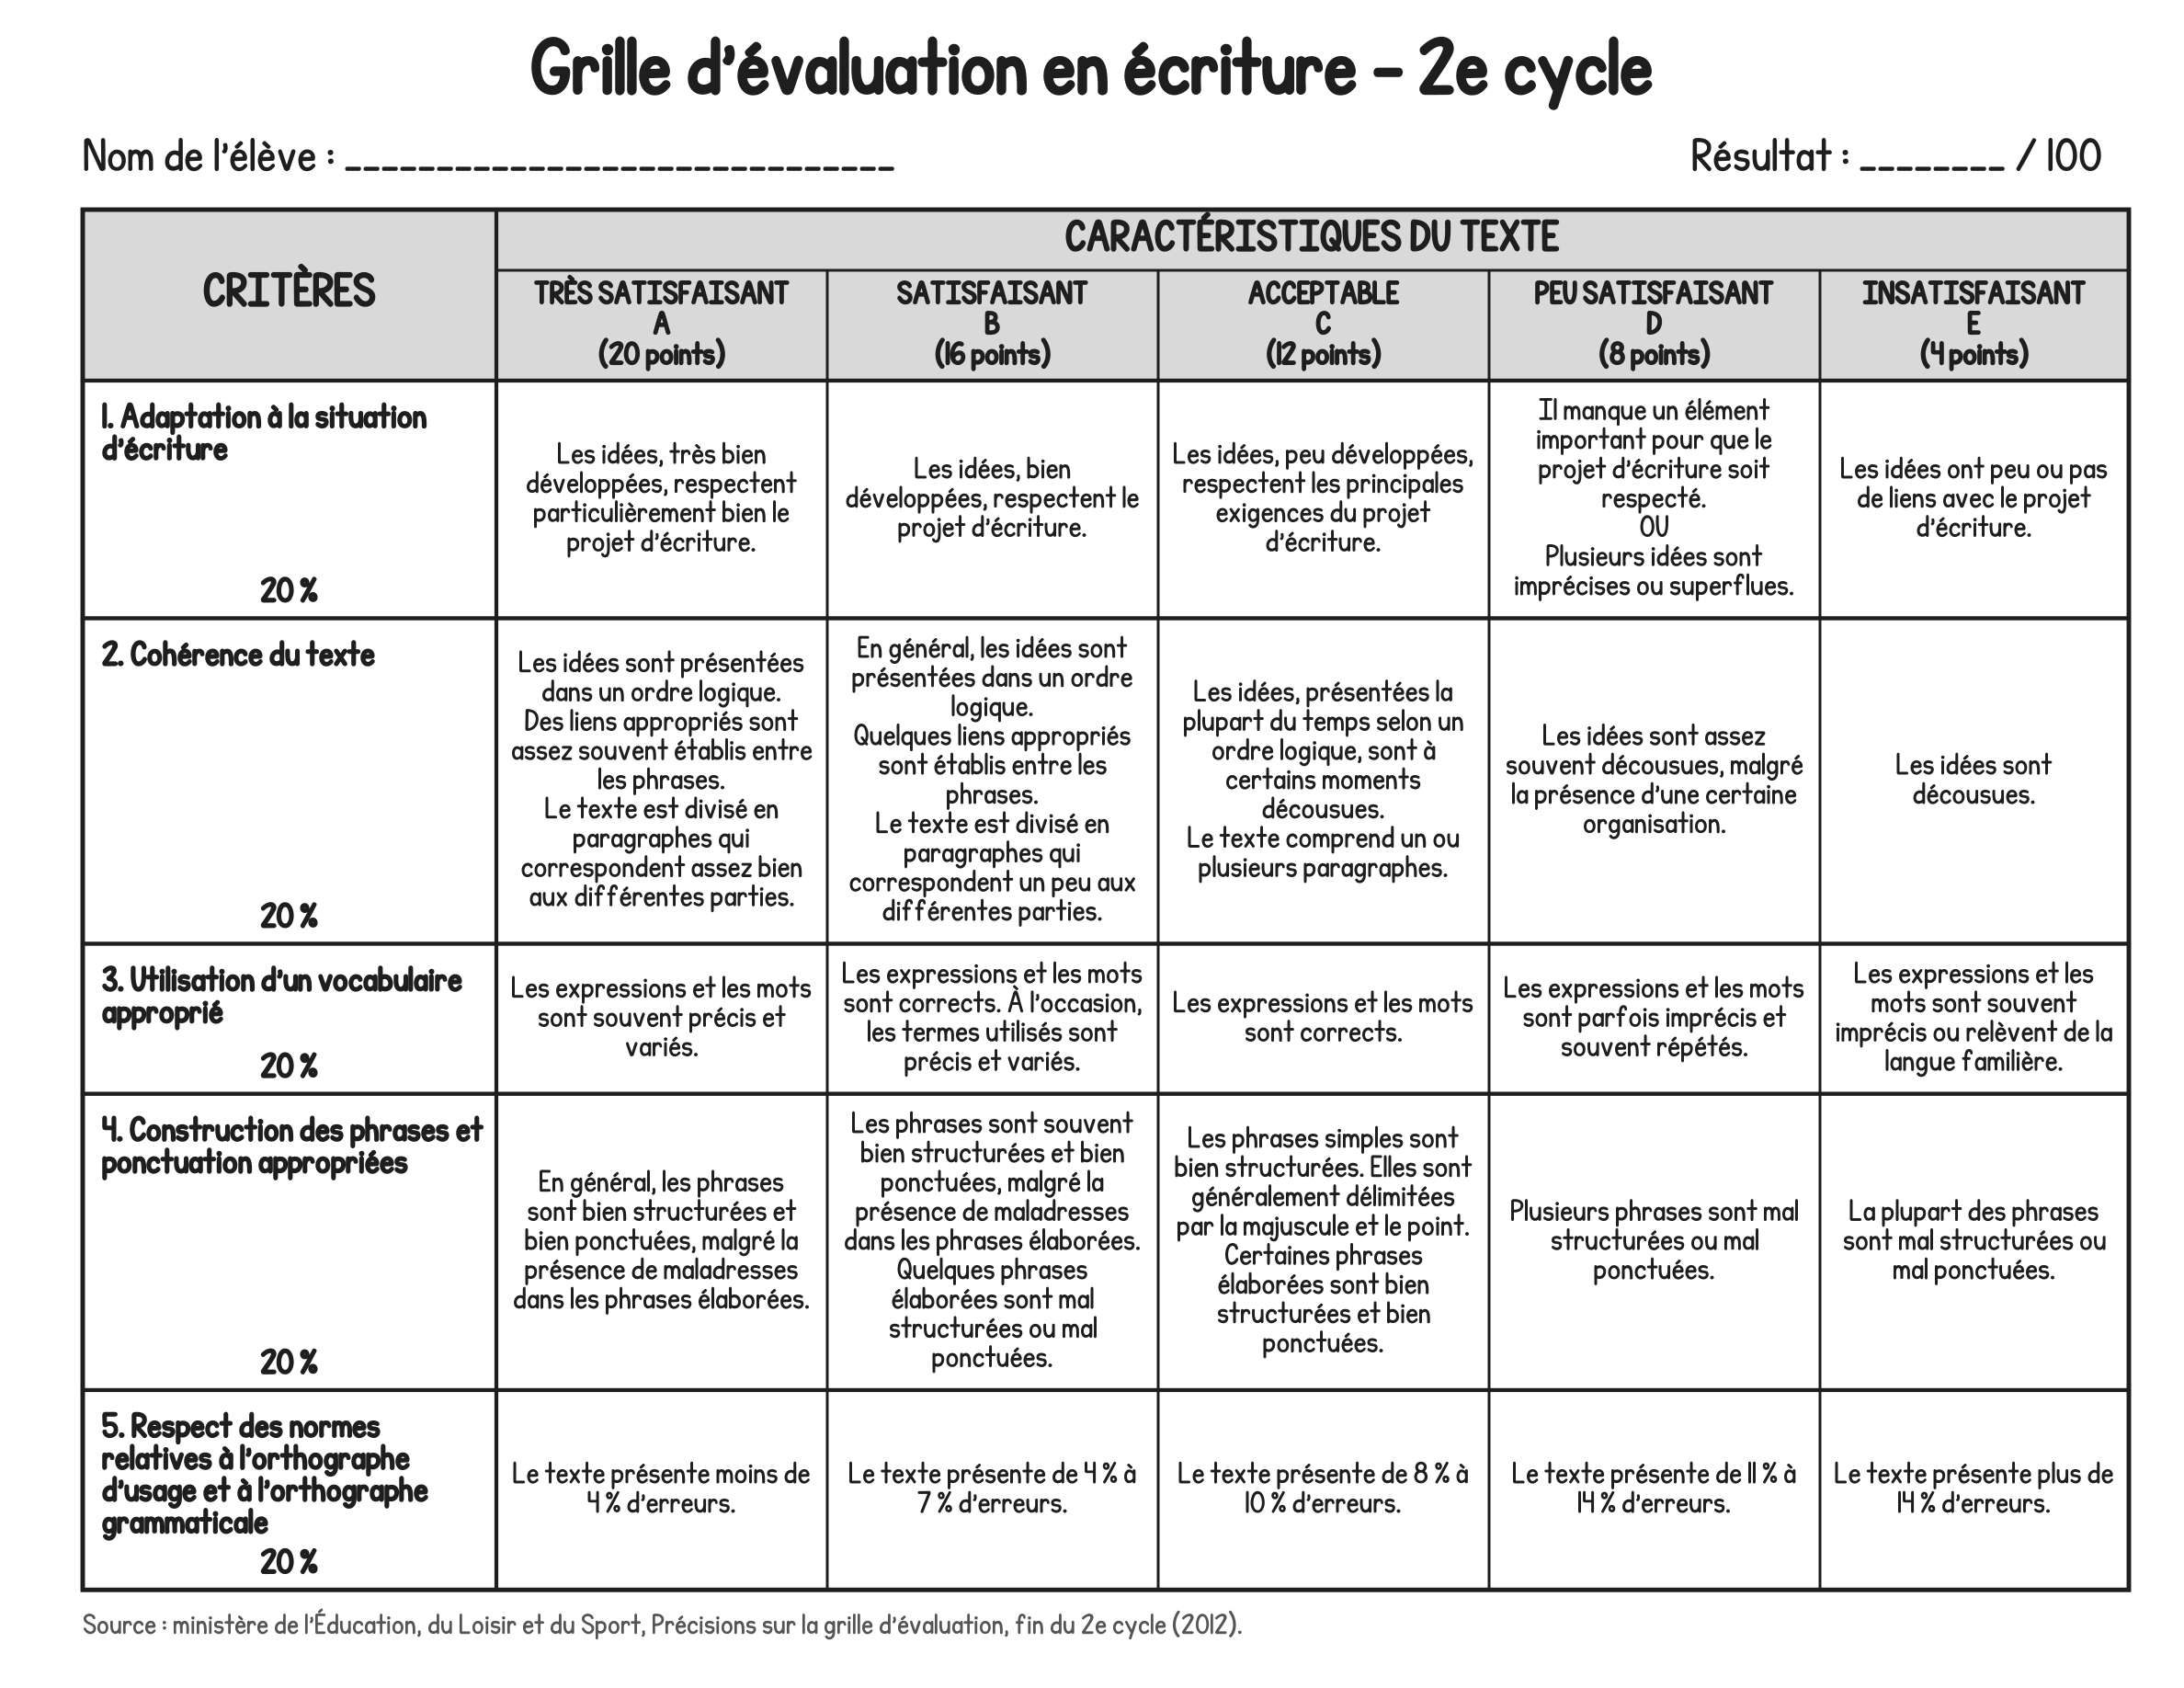 Grille d'évaluation en écriture - 2e cycle
Nom de l'élève : ______________________________
Résultat : ________ / 100
CRITÈRES
CARACTÉRISTIQUES DU TEXTE
TRÈS SATISFAISANT
A
(20 points)
SATISFAISANT
B
(16 points)
ACCEPTABLE
C
(12 points)
PEU SATISFAISANT
D
(8 points)
INSATISFAISANT
E
(4 points)
1. Adaptation à la situation
d'écriture
20 %
Les idées, très bien
développées, respectent
particulièrement bien le
projet d'écriture.
Les idées, bien
développées, respectent le
projet d'écriture.
Les idées, peu développées,
respectent les principales
exigences du projet
d'écriture.
Il manque un élément
important pour que le
projet d'écriture soit
respecté.
OU
Plusieurs idées sont
imprécises ou superflues.
Les idées ont peu ou pas
de liens avec le projet
d'écriture.
2. Cohérence du texte
20 %
Les idées sont présentées
dans un ordre logique.
Des liens appropriés sont
assez souvent établis entre
les phrases.
Le texte est divisé en
paragraphes qui
correspondent assez bien
aux différentes parties.
En général, les idées sont
présentées dans un ordre
logique.
Quelques liens appropriés
sont établis entre les
phrases.
Le texte est divisé en
paragraphes qui
correspondent un peu aux
différentes parties.
Les idées, présentées la
plupart du temps selon un
ordre logique, sont à
certains moments
décousues.
Le texte comprend un ou
plusieurs paragraphes.
Les idées sont assez
souvent décousues, malgré
la présence d'une certaine
organisation.
Les idées sont
décousues.
3. Utilisation d'un vocabulaire
approprié
20 %
Les expressions et les mots
sont souvent précis et
variés.
Les expressions et les mots
sont corrects. À l'occasion,
les termes utilisés sont
précis et variés.
Les expressions et les mots
sont corrects.
Les expressions et les mots
sont parfois imprécis et
souvent répétés.
Les expressions et les
mots sont souvent
imprécis ou relèvent de la
langue familière.
4. Construction des phrases et
ponctuation appropriées
20 %
En général, les phrases
sont bien structurées et
bien ponctuées, malgré la
présence de maladresses
dans les phrases élaborées.
Les phrases sont souvent
bien structurées et bien
ponctuées, malgré la
présence de maladresses
dans les phrases élaborées.
Quelques phrases
élaborées sont mal
structurées ou mal
ponctuées.
Les phrases simples sont
bien structurées. Elles sont
généralement délimitées
par la majuscule et le point.
Certaines phrases
élaborées sont bien
structurées et bien
ponctuées.
Plusieurs phrases sont mal
structurées ou mal
ponctuées.
La plupart des phrases
sont mal structurées ou
mal ponctuées.
5. Respect des normes
relatives à l'orthographe
d'usage et à l'orthographe
grammaticale
20 %
Le texte présente moins de
4 % d'erreurs.
Le texte présente de 4 % à
7 % d'erreurs.
Le texte présente de 8 % à
10 % d'erreurs.
Le texte présente de 11 % à
14 % d'erreurs.
Le texte présente plus de
14 % d'erreurs.
Source : ministère de l'Éducation, du Loisir et du Sport, Précisions sur la grille d'évaluation, fin du 2e cycle (2012).